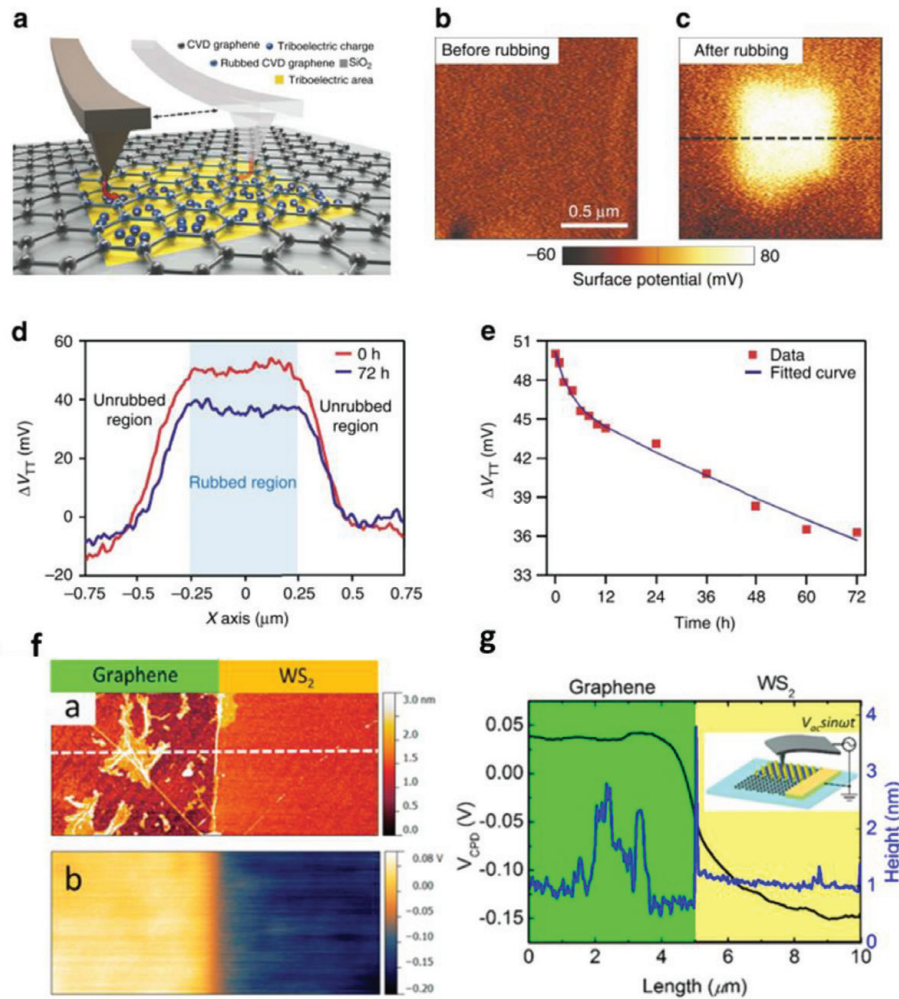 a
CVD graphene Triboelectric charge
Rubbed CVD graphene SiO2
Triboelectric area
b
Before rubbing
0.5 μm
c
After rubbing
−60 80
Surface potential (mV)
d
60
40
20
0
−20
ΔVTT (mV)
0 h
72 h
Unrubbed region
Unrubbed region
Rubbed region
−0.75 −0.5 −0.25 0 0.25 0.5 0.75
X axis (μm)
e
51
48
45
42
39
36
33
ΔVTT (mV)
Data
Fitted curve
0 12 24 36 48 60 72
Time (h)
f
Graphene WS2
a
3.0 nm
2.5
2.0
1.5
1.0
0.5
0.0
b
0.08 V
0.00
-0.05
-0.10
-0.15
-0.20
g
Graphene WS2
0.05
0.00
-0.05
-0.10
-0.15
VCPD (V)
Vac sinωt
4
3
2
1
0
Height (nm)
0 2 4 6 8 10
Length (μm)